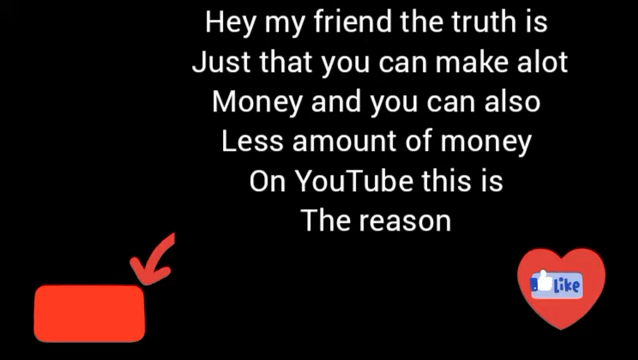 Hey my friend the truth is
Just that you can make alot
Money and you can also
Less amount of money
On YouTube this is
The reason
like